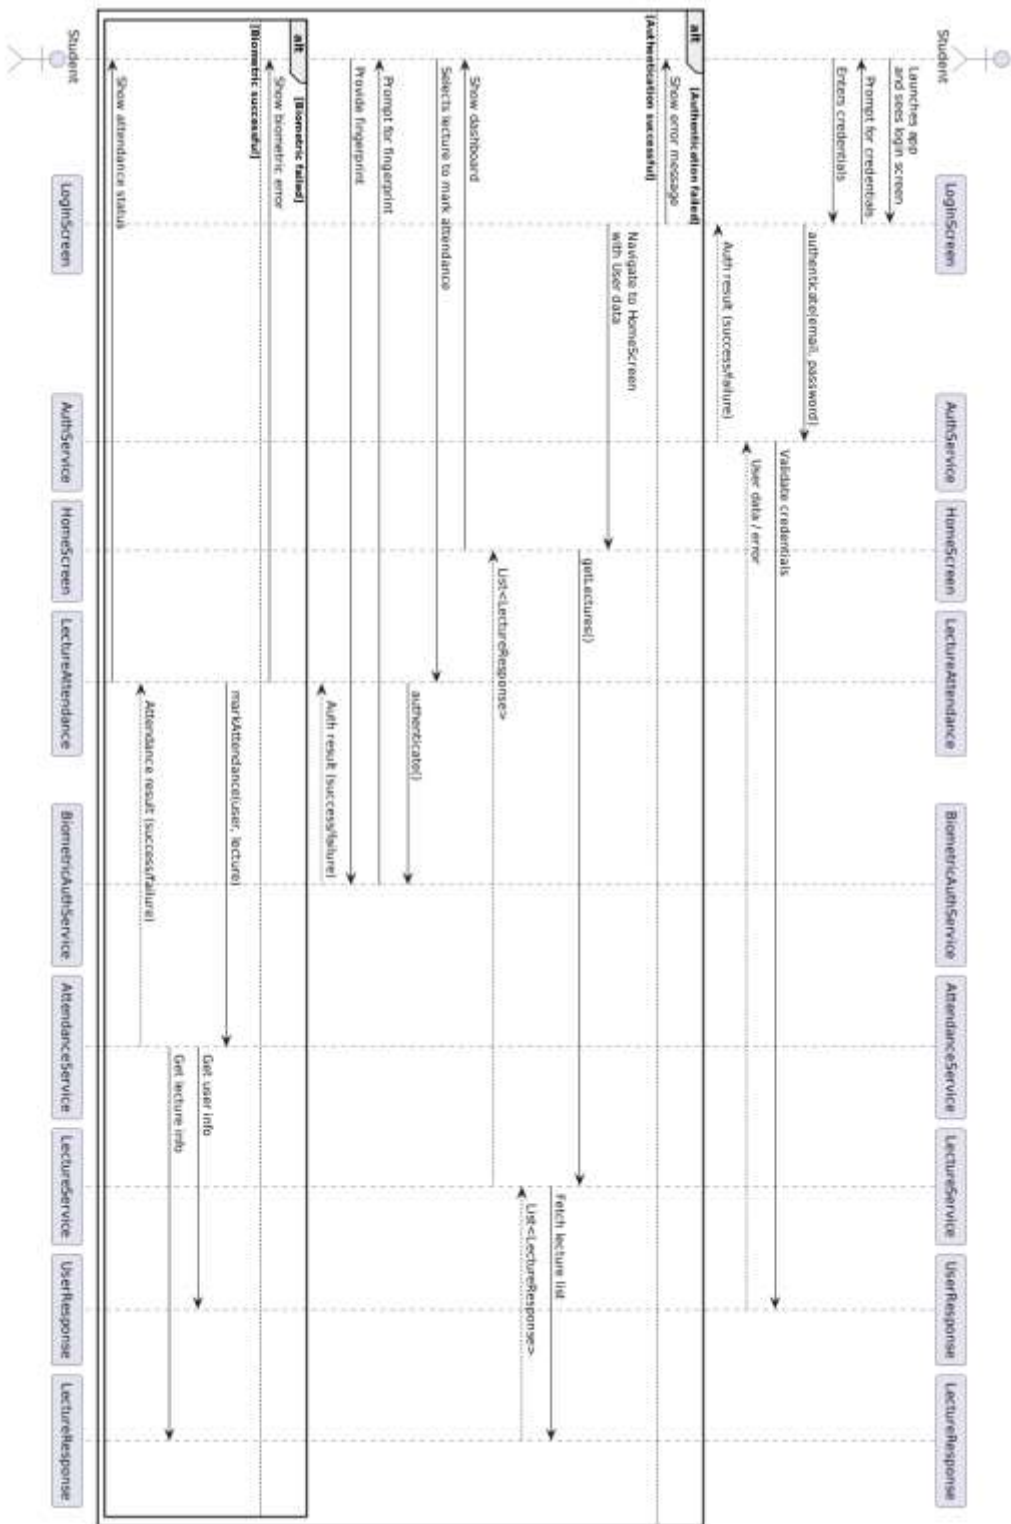 Student
LoginScreen
AuthService
HomeScreen
LectureAttendance
BiometricAuthService
AttendanceService
LectureService
UserResponse
LectureResponse
Launches app
and sees login screen
Prompt for credentials
Enters credentials
authenticate(email, password)
Validate credentials
User data / error
Auth result (success/failure)
alt
[Authentication failed]
Show error message
[Authentication successful]
Navigate to HomeScreen
with User data
getLectures()
Fetch lecture list
List<LectureResponse>
List<LectureResponse>
Show dashboard
Selects lecture to mark attendance
authenticate()
Prompt for fingerprint
Provide fingerprint
Auth result (success/failure)
alt
[Biometric failed]
Show biometric error
[Biometric successful]
markAttendance(user, lecture)
Get user info
Get lecture info
Attendance result (success/failure)
Show attendance status
Student
LoginScreen
AuthService
HomeScreen
LectureAttendance
BiometricAuthService
AttendanceService
LectureService
UserResponse
LectureResponse